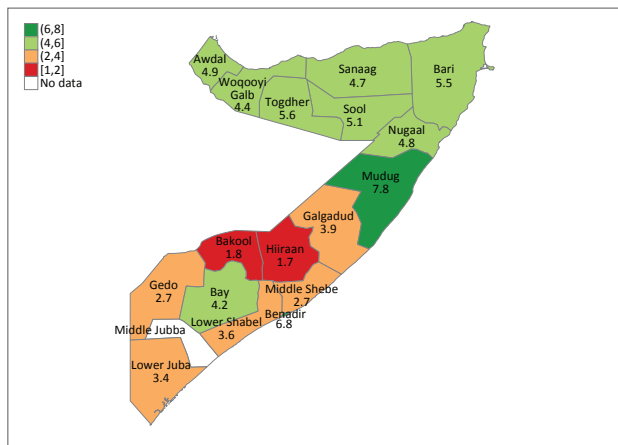 (6,8]
(4,6]
(2,4]
[1,2]
No data
Awdal
4.9
Woqooyi
Galb
4.4
Togdher
5.6
Sanaag
4.7
Sool
5.1
Bari
5.5
Nugaal
4.8
Mudug
7.8
Galgadud
3.9
Bakool
1.8
Hiiraan
1.7
Gedo
2.7
Bay
4.2
Middle Shebe
2.7
Benadir
6.8
Lower Shabel
3.6
Middle Jubba
Lower Juba
3.4